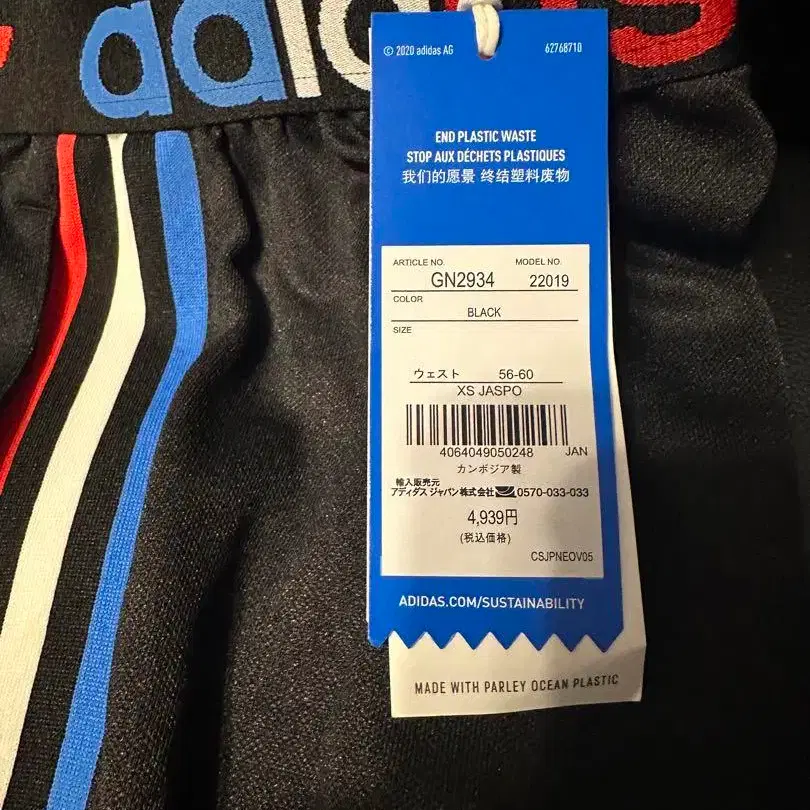 adidas
© 2020 adidas AG
62768710
END PLASTIC WASTE
STOP AUX DÉCHETS PLASTIQUES
我们的愿景 终结塑料废物
ARTICLE NO. MODEL NO.
GN2934 22019
COLOR
BLACK
SIZE
ウェスト 56-60
XS JASPO
4064049050248 JAN
カンボジア製
輸入販売元
アディダス ジャパン株式会社 0570-033-033
4,939円
(税込価格)
CSJPNEOV05
ADIDAS.COM/SUSTAINABILITY
MADE WITH PARLEY OCEAN PLASTIC